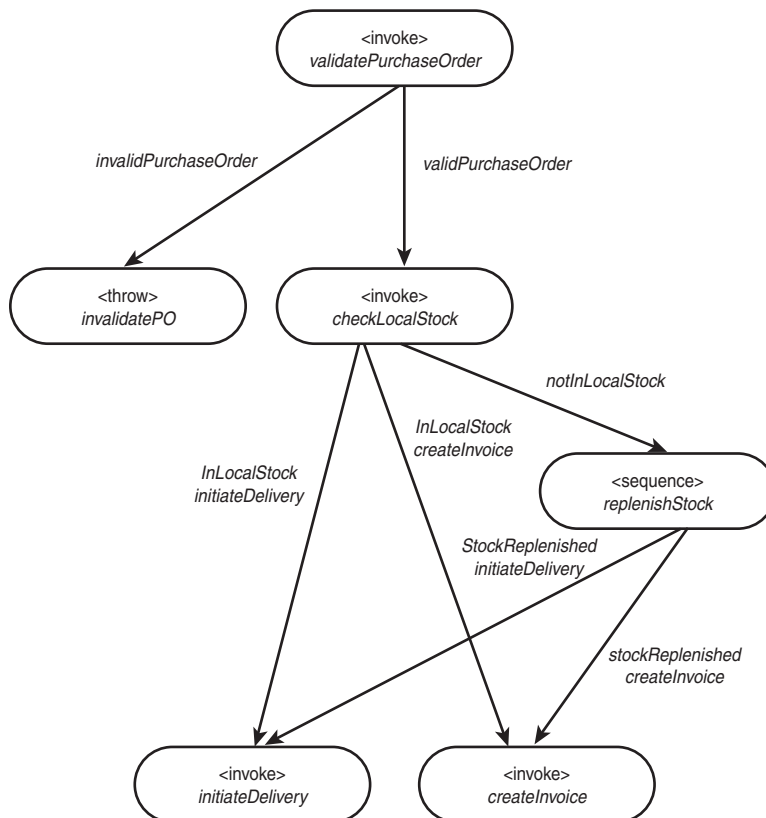 <invoke>
validatePurchaseOrder
invalidPurchaseOrder
validPurchaseOrder
<throw>
invalidatePO
<invoke>
checkLocalStock
notInLocalStock
InLocalStock
createInvoice
InLocalStock
initiateDelivery
<sequence>
replenishStock
StockReplenished
initiateDelivery
stockReplenished
createInvoice
<invoke>
initiateDelivery
<invoke>
createInvoice